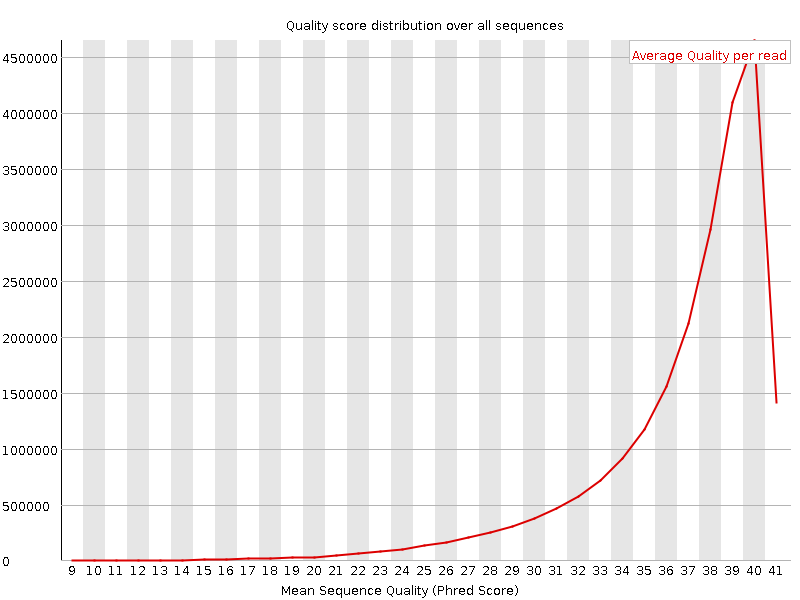 Quality score distribution over all sequences
Average Quality per read
4500000
4000000
3500000
3000000
2500000
2000000
1500000
1000000
500000
0
9 10 11 12 13 14 15 16 17 18 19 20 21 22 23 24 25 26 27 28 29 30 31 32 33 34 35 36 37 38 39 40 41
Mean Sequence Quality (Phred Score)